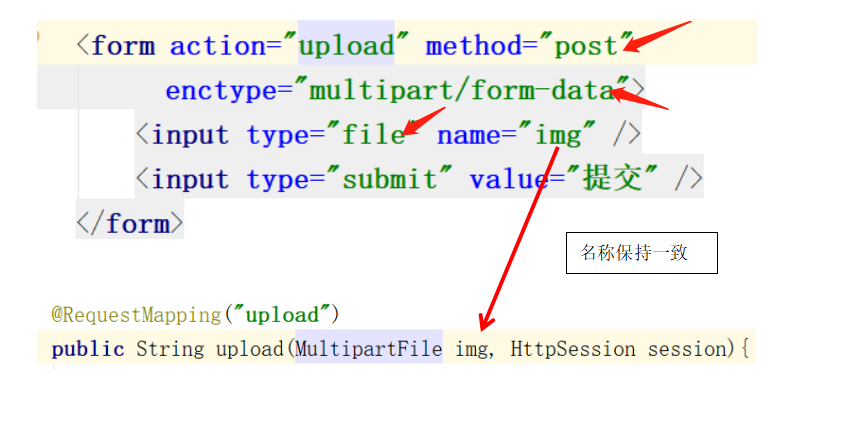 <form action="upload" method="post"
enctype="multipart/form-data">
<input type="file" name="img" />
<input type="submit" value="提交" />
</form>
名称保持一致
@RequestMapping("upload")
public String upload(MultipartFile img, HttpSession session){